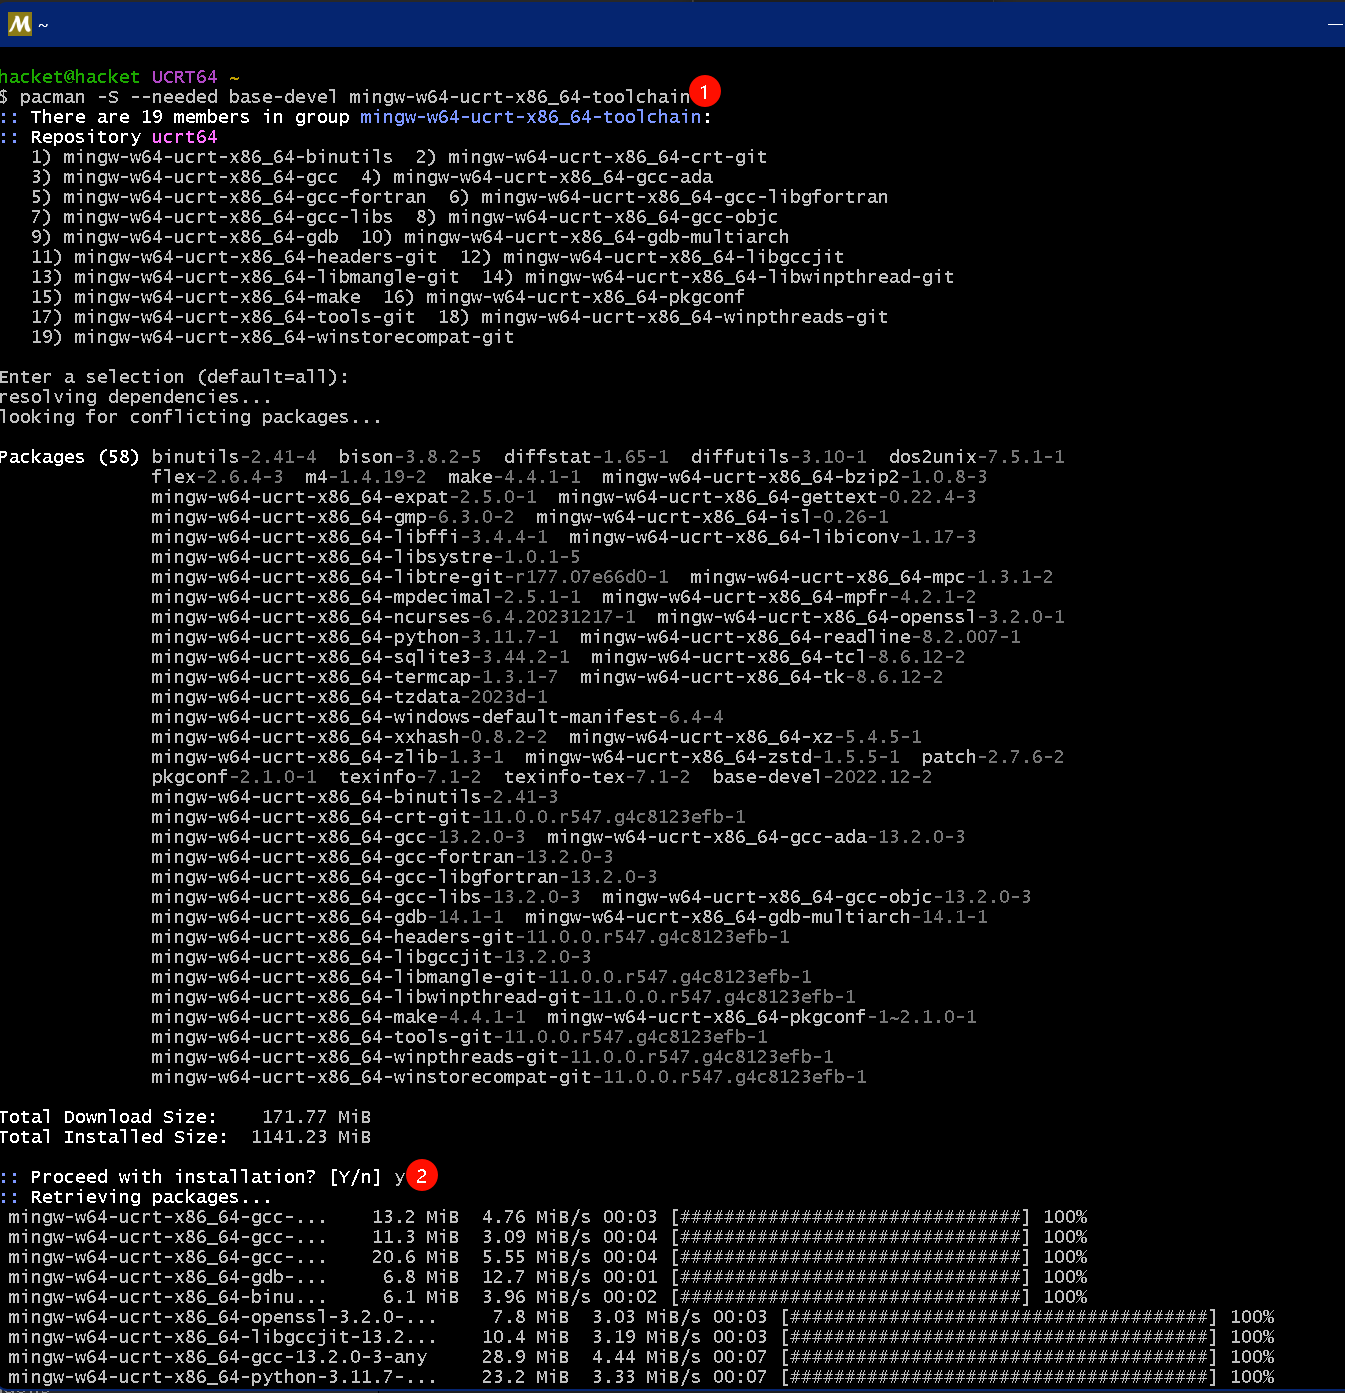 M ~
hacket@hacket UCRT64 ~
$ pacman -S --needed base-devel mingw-w64-ucrt-x86_64-toolchain 1
:: There are 19 members in group mingw-w64-ucrt-x86_64-toolchain:
:: Repository ucrt64
1) mingw-w64-ucrt-x86_64-binutils 2) mingw-w64-ucrt-x86_64-crt-git
3) mingw-w64-ucrt-x86_64-gcc 4) mingw-w64-ucrt-x86_64-gcc-ada
5) mingw-w64-ucrt-x86_64-gcc-fortran 6) mingw-w64-ucrt-x86_64-gcc-libgfortran
7) mingw-w64-ucrt-x86_64-gcc-libs 8) mingw-w64-ucrt-x86_64-gcc-objc
9) mingw-w64-ucrt-x86_64-gdb 10) mingw-w64-ucrt-x86_64-gdb-multiarch
11) mingw-w64-ucrt-x86_64-headers-git 12) mingw-w64-ucrt-x86_64-libgccjit
13) mingw-w64-ucrt-x86_64-libmangle-git 14) mingw-w64-ucrt-x86_64-libwinpthread-git
15) mingw-w64-ucrt-x86_64-make 16) mingw-w64-ucrt-x86_64-pkgconf
17) mingw-w64-ucrt-x86_64-tools-git 18) mingw-w64-ucrt-x86_64-winpthreads-git
19) mingw-w64-ucrt-x86_64-winstorecompat-git
Enter a selection (default=all):
resolving dependencies...
looking for conflicting packages...
Packages (58) binutils-2.41-4 bison-3.8.2-5 diffstat-1.65-1 diffutils-3.10-1 dos2unix-7.5.1-1
flex-2.6.4-3 m4-1.4.19-2 make-4.4.1-1 mingw-w64-ucrt-x86_64-bzip2-1.0.8-3
mingw-w64-ucrt-x86_64-expat-2.5.0-1 mingw-w64-ucrt-x86_64-gettext-0.22.4-3
mingw-w64-ucrt-x86_64-gmp-6.3.0-2 mingw-w64-ucrt-x86_64-isl-0.26-1
mingw-w64-ucrt-x86_64-libffi-3.4.4-1 mingw-w64-ucrt-x86_64-libiconv-1.17-3
mingw-w64-ucrt-x86_64-libsystre-1.0.1-5
mingw-w64-ucrt-x86_64-libtre-git-r177.07e66d0-1 mingw-w64-ucrt-x86_64-mpc-1.3.1-2
mingw-w64-ucrt-x86_64-mpdecimal-2.5.1-1 mingw-w64-ucrt-x86_64-mpfr-4.2.1-2
mingw-w64-ucrt-x86_64-ncurses-6.4.20231217-1 mingw-w64-ucrt-x86_64-openssl-3.2.0-1
mingw-w64-ucrt-x86_64-python-3.11.7-1 mingw-w64-ucrt-x86_64-readline-8.2.007-1
mingw-w64-ucrt-x86_64-sqlite3-3.44.2-1 mingw-w64-ucrt-x86_64-tcl-8.6.12-2
mingw-w64-ucrt-x86_64-termcap-1.3.1-7 mingw-w64-ucrt-x86_64-tk-8.6.12-2
mingw-w64-ucrt-x86_64-tzdata-2023d-1
mingw-w64-ucrt-x86_64-windows-default-manifest-6.4-4
mingw-w64-ucrt-x86_64-xxhash-0.8.2-2 mingw-w64-ucrt-x86_64-xz-5.4.5-1
mingw-w64-ucrt-x86_64-zlib-1.3-1 mingw-w64-ucrt-x86_64-zstd-1.5.5-1 patch-2.7.6-2
pkgconf-2.1.0-1 texinfo-7.1-2 texinfo-tex-7.1-2 base-devel-2022.12-2
mingw-w64-ucrt-x86_64-binutils-2.41-3
mingw-w64-ucrt-x86_64-crt-git-11.0.0.r547.g4c8123efb-1
mingw-w64-ucrt-x86_64-gcc-13.2.0-3 mingw-w64-ucrt-x86_64-gcc-ada-13.2.0-3
mingw-w64-ucrt-x86_64-gcc-fortran-13.2.0-3
mingw-w64-ucrt-x86_64-gcc-libgfortran-13.2.0-3
mingw-w64-ucrt-x86_64-gcc-libs-13.2.0-3 mingw-w64-ucrt-x86_64-gcc-objc-13.2.0-3
mingw-w64-ucrt-x86_64-gdb-14.1-1 mingw-w64-ucrt-x86_64-gdb-multiarch-14.1-1
mingw-w64-ucrt-x86_64-headers-git-11.0.0.r547.g4c8123efb-1
mingw-w64-ucrt-x86_64-libgccjit-13.2.0-3
mingw-w64-ucrt-x86_64-libmangle-git-11.0.0.r547.g4c8123efb-1
mingw-w64-ucrt-x86_64-libwinpthread-git-11.0.0.r547.g4c8123efb-1
mingw-w64-ucrt-x86_64-make-4.4.1-1 mingw-w64-ucrt-x86_64-pkgconf-1~2.1.0-1
mingw-w64-ucrt-x86_64-tools-git-11.0.0.r547.g4c8123efb-1
mingw-w64-ucrt-x86_64-winpthreads-git-11.0.0.r547.g4c8123efb-1
mingw-w64-ucrt-x86_64-winstorecompat-git-11.0.0.r547.g4c8123efb-1
Total Download Size: 171.77 MiB
Total Installed Size: 1141.23 MiB
:: Proceed with installation? [Y/n] y 2
:: Retrieving packages...
mingw-w64-ucrt-x86_64-gcc-... 13.2 MiB 4.76 MiB/s 00:03 [###############################] 100%
mingw-w64-ucrt-x86_64-gcc-... 11.3 MiB 3.09 MiB/s 00:04 [###############################] 100%
mingw-w64-ucrt-x86_64-gcc-... 20.6 MiB 5.55 MiB/s 00:04 [###############################] 100%
mingw-w64-ucrt-x86_64-gdb-... 6.8 MiB 12.7 MiB/s 00:01 [###############################] 100%
mingw-w64-ucrt-x86_64-binu... 6.1 MiB 3.96 MiB/s 00:02 [###############################] 100%
mingw-w64-ucrt-x86_64-openssl-3.2.0-... 7.8 MiB 3.03 MiB/s 00:03 [######################################] 100%
mingw-w64-ucrt-x86_64-libgccjit-13.2... 10.4 MiB 3.19 MiB/s 00:03 [######################################] 100%
mingw-w64-ucrt-x86_64-gcc-13.2.0-3-any 28.9 MiB 4.44 MiB/s 00:07 [######################################] 100%
mingw-w64-ucrt-x86_64-python-3.11.7-... 23.2 MiB 3.33 MiB/s 00:07 [######################################] 100%